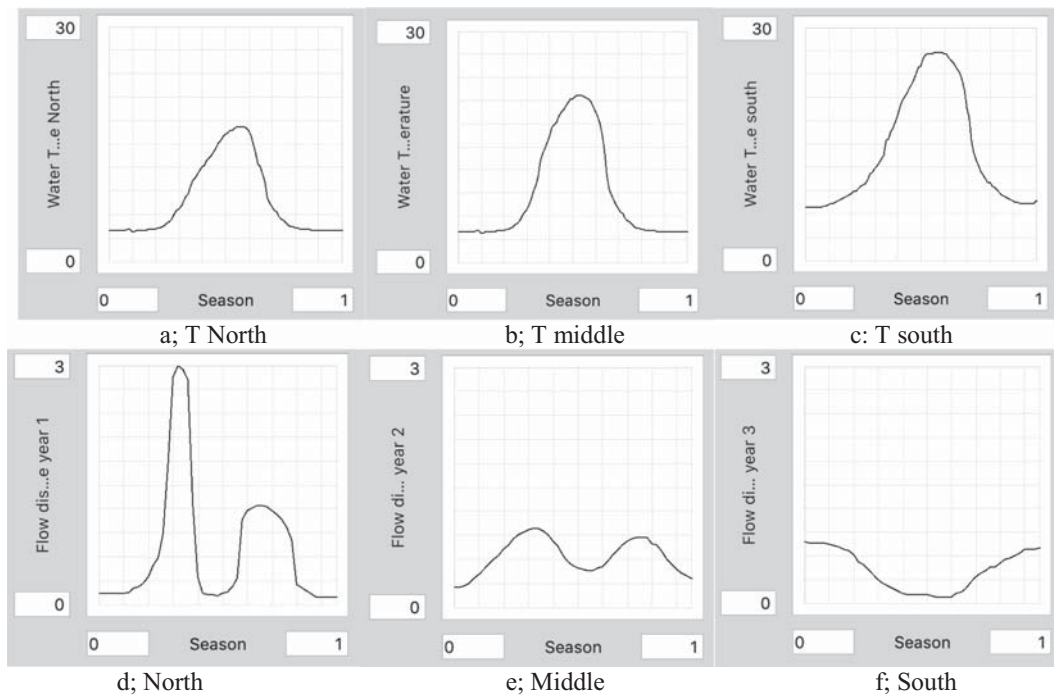 30
Water T...e North
0
0 Season 1
a; T North
30
Water T...erature
0
0 Season 1
b; T middle
30
Water T...e south
0
0 Season 1
c: T south
3
Flow dis...e year 1
0
0 Season 1
d; North
3
Flow di... year 2
0
0 Season 1
e; Middle
3
Flow di... year 3
0
0 Season 1
f; South